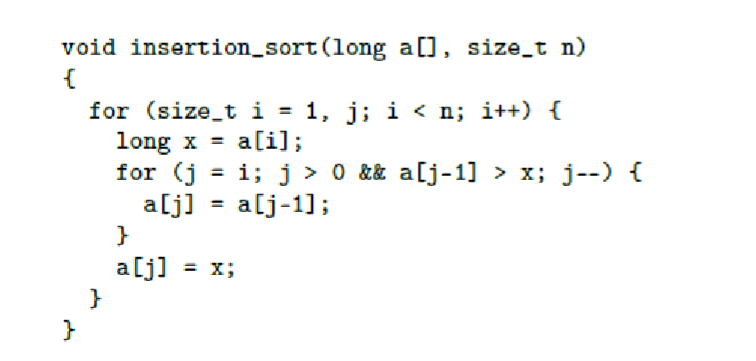 void insertion_sort(long a[], size_t n)
{
  for (size_t i = 1, j; i < n; i++) {
    long x = a[i];
    for (j = i; j > 0 && a[j-1] > x; j--) {
      a[j] = a[j-1];
    }
    a[j] = x;
  }
}